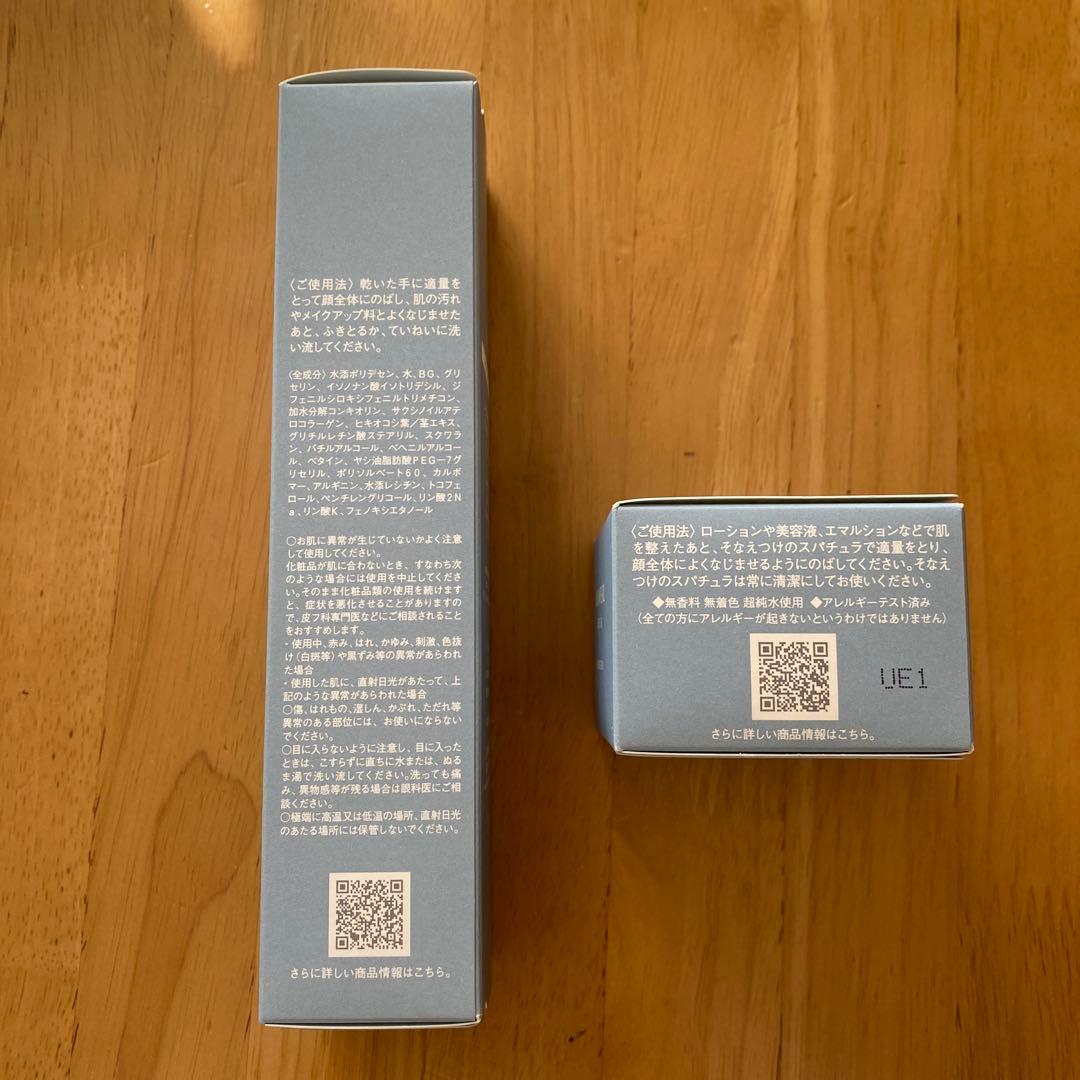 〈ご使用法〉乾いた手に適量を
とって顔全体にのばし、肌の汚れ
やメイクアップ料とよくなじませた
あと、ふきとるか、ていねいに洗
い流してください。
〈全成分〉水添ポリデセン、水、BG、グリ
セリン、イソノナン酸イソトリデシル、ジ
フェニルシロキシフェニルトリメチコン、
加水分解コンキオリン、サクシノイルアテ
ロコラーゲン、ヒキオコシ葉／茎エキス、
グリチルレチン酸ステアリル、スクワラ
ン、バチルアルコール、ベヘニルアルコー
ル、ベタイン、ヤシ油脂肪酸PEG－7グ
リセリル、ポリソルベート60、カルボ
マー、アルギニン、水添レシチン、トコフェ
ロール、ペンチレングリコール、リン酸2N
a、リン酸K、フェノキシエタノール
○お肌に異常が生じていないかよく注意
して使用してください。
化粧品が肌に合わないとき、すなわち次
のような場合には使用を中止してくださ
い。そのまま化粧品類の使用を続けます
と、症状を悪化させることがありますの
で、皮フ科専門医などにご相談されること
をおすすめします。
・使用中、赤み、はれ、かゆみ、刺激、色抜
け(白斑等)や黒ずみ等の異常があらわれ
た場合
・使用した肌に、直射日光があたって、上
記のような異常があらわれた場合
○傷、はれもの、湿しん、かぶれ、ただれ等
異常のある部位には、お使いにならない
でください。
○目に入らないように注意し、目に入った
ときは、こすらずに直ちに水または、ぬる
ま湯で洗い流してください。洗っても痛
み、異物感等が残る場合は眼科医にご相
談ください。
○極端に高温又は低温の場所、直射日光
のあたる場所には保管しないでください。
さらに詳しい商品情報はこちら。
〈ご使用法〉ローションや美容液、エマルションなどで肌
を整えたあと、そなえつけのスパチュラで適量をとり、
顔全体によくなじませるようにのばしてください。そなえ
つけのスパチュラは常に清潔にしてお使いください。
◆無香料 無着色 超純水使用 ◆アレルギーテスト済み
(全ての方にアレルギーが起きないというわけではありません)
UE1
さらに詳しい商品情報はこちら。